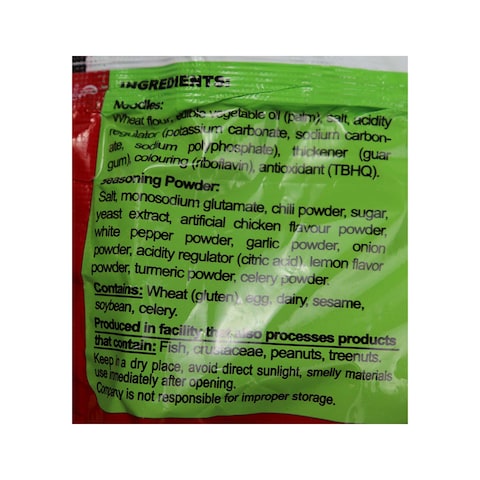 INGREDIENTS:
Noodles:
Wheat flour, edible vegetable oil (palm), salt, acidity
regulator (potassium carbonate, sodium carbon-
ate, sodium polyphosphate), thickener (guar
gum), colouring (riboflavin), antioxidant (TBHQ).
Seasoning Powder:
Salt, monosodium glutamate, chili powder, sugar,
yeast extract, artificial chicken flavour powder,
white pepper powder, garlic powder, onion
powder, acidity regulator (citric acid), lemon flavor
powder, turmeric powder, celery powder.
Contains: Wheat (gluten), egg, dairy, sesame,
soybean, celery.
Produced in facility that also processes products
that contain: Fish, crustaceae, peanuts, treenuts.
Keep in a dry place, avoid direct sunlight, smelly materials
use immediately after opening.
Company is not responsible for improper storage.